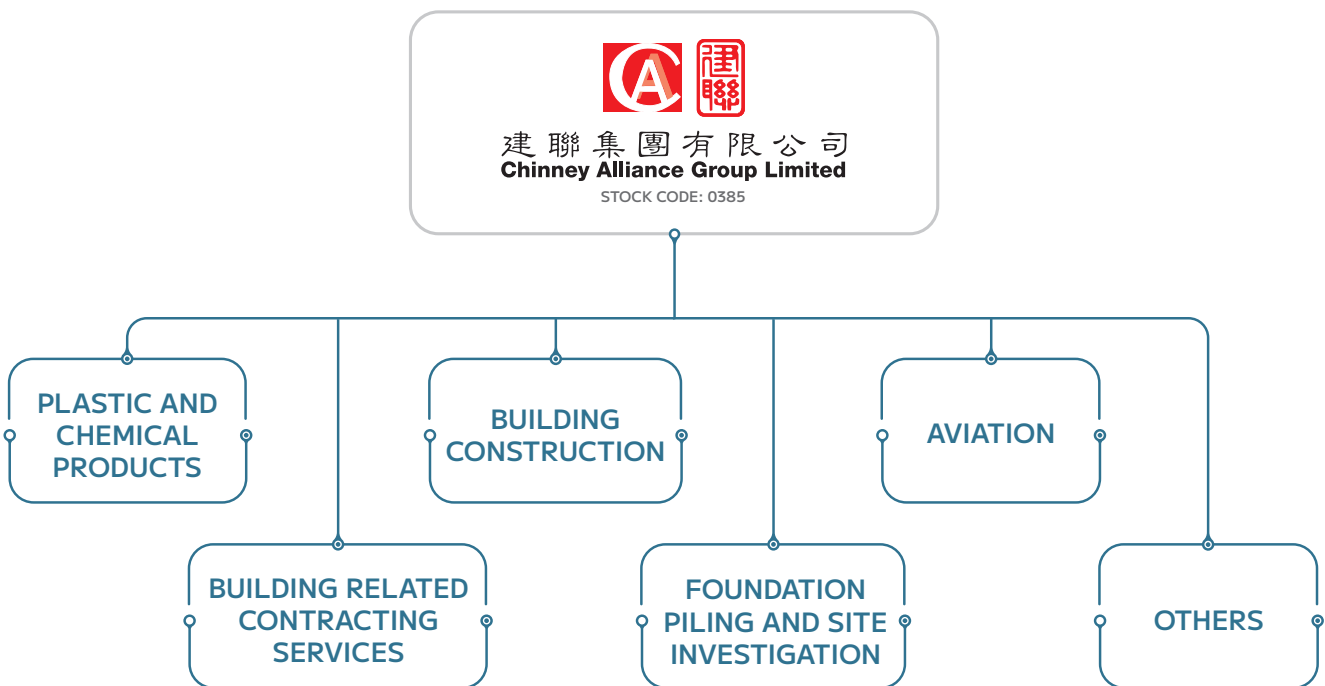 CA
建聯
建聯集團有限公司
Chinney Alliance Group Limited
STOCK CODE: 0385
PLASTIC AND
CHEMICAL
PRODUCTS
BUILDING
CONSTRUCTION
AVIATION
BUILDING RELATED
CONTRACTING
SERVICES
FOUNDATION
PILING AND SITE
INVESTIGATION
OTHERS